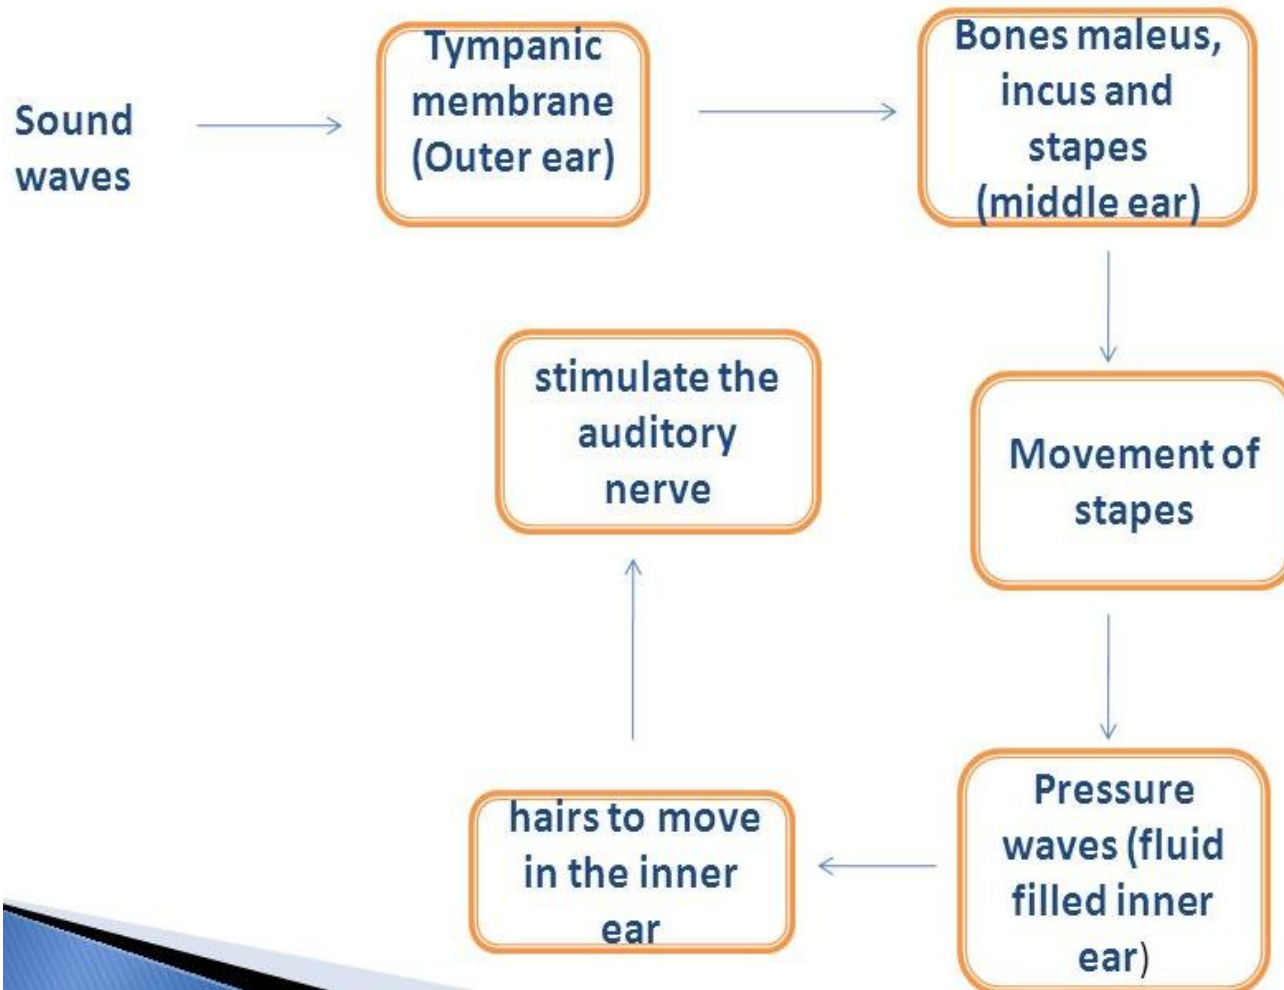 Sound
waves
Tympanic
membrane
(Outer ear)
Bones maleus,
incus and
stapes
(middle ear)
Movement of
stapes
Pressure
waves (fluid
filled inner
ear)
hairs to move
in the inner
ear
stimulate the
auditory
nerve